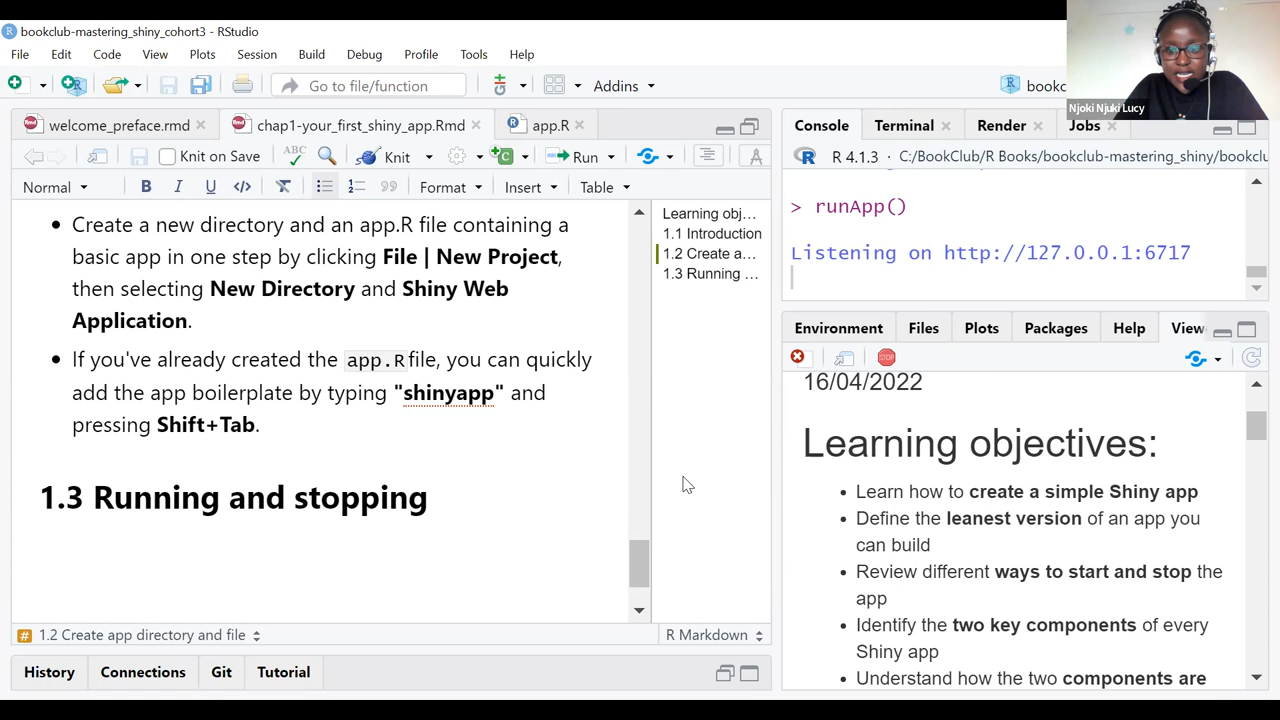 bookclub-mastering_shiny_cohort3 - RStudio
File Edit Code View Plots Session Build Debug Profile Tools Help
Go to file/function
Addins
bookc
Njoki Njuki Lucy
welcome_preface.rmd
chap1-your_first_shiny_app.Rmd
app.R
Knit on Save
ABC
Knit
Run
Normal
B I U
Format
Insert
Table
Create a new directory and an app.R file containing a
basic app in one step by clicking File | New Project,
then selecting New Directory and Shiny Web
Application.
If you've already created the app.R file, you can quickly
add the app boilerplate by typing "shinyapp" and
pressing Shift+Tab.
1.3 Running and stopping
Learning obj...
1.1 Introduction
1.2 Create a...
1.3 Running ...
# 1.2 Create app directory and file
R Markdown
History Connections Git Tutorial
Console Terminal Render Jobs
R 4.1.3 · C:/BookClub/R Books/bookclub-mastering_shiny/bookclu
> runApp()
Listening on http://127.0.0.1:6717
Environment Files Plots Packages Help View
STOP
16/04/2022
Learning objectives:
Learn how to create a simple Shiny app
Define the leanest version of an app you
can build
Review different ways to start and stop the
app
Identify the two key components of every
Shiny app
Understand how the two components are